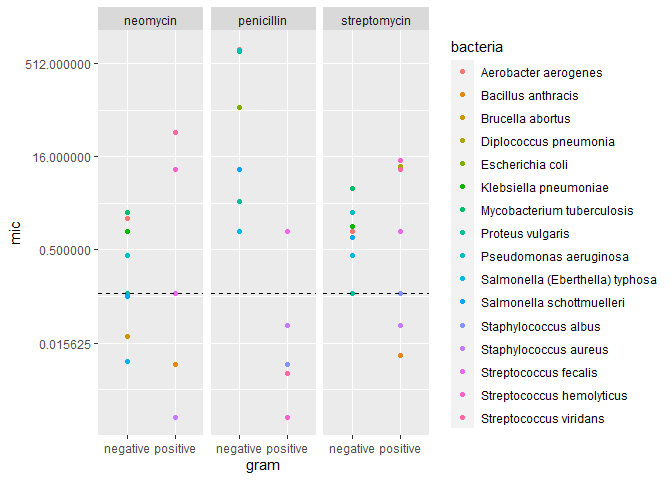 neomycin
penicillin
streptomycin
512.000000
16.000000
0.500000
0.015625
mic
negative positive
negative positive
negative positive
gram
bacteria
Aerobacter aerogenes
Bacillus anthracis
Brucella abortus
Diplococcus pneumonia
Escherichia coli
Klebsiella pneumoniae
Mycobacterium tuberculosis
Proteus vulgaris
Pseudomonas aeruginosa
Salmonella (Eberthella) typhosa
Salmonella schottmuelleri
Staphylococcus albus
Staphylococcus aureus
Streptococcus fecalis
Streptococcus hemolyticus
Streptococcus viridans